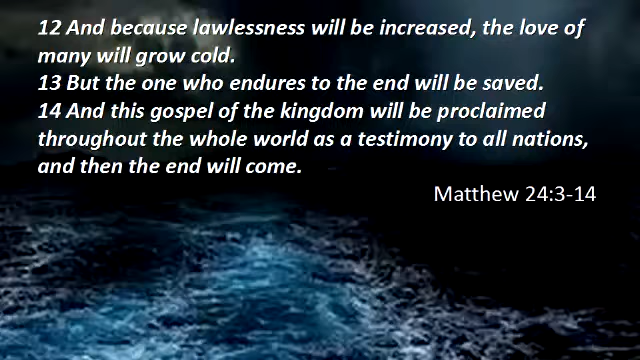 12 And because lawlessness will be increased, the love of
many will grow cold.
13 But the one who endures to the end will be saved.
14 And this gospel of the kingdom will be proclaimed
throughout the whole world as a testimony to all nations,
and then the end will come.
Matthew 24:3-14